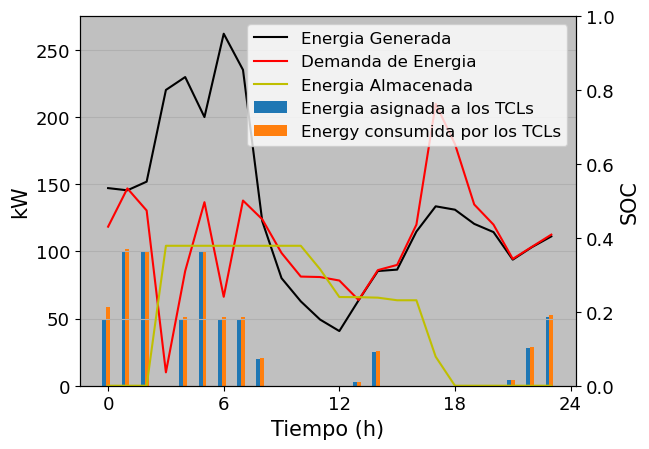 Energia Generada
Demanda de Energia
Energia Almacenada
Energia asignada a los TCLs
Energy consumida por los TCLs
kW
250
200
150
100
50
0
SOC
1.0
0.8
0.6
0.4
0.2
0.0
0 6 12 18 24
Tiempo (h)